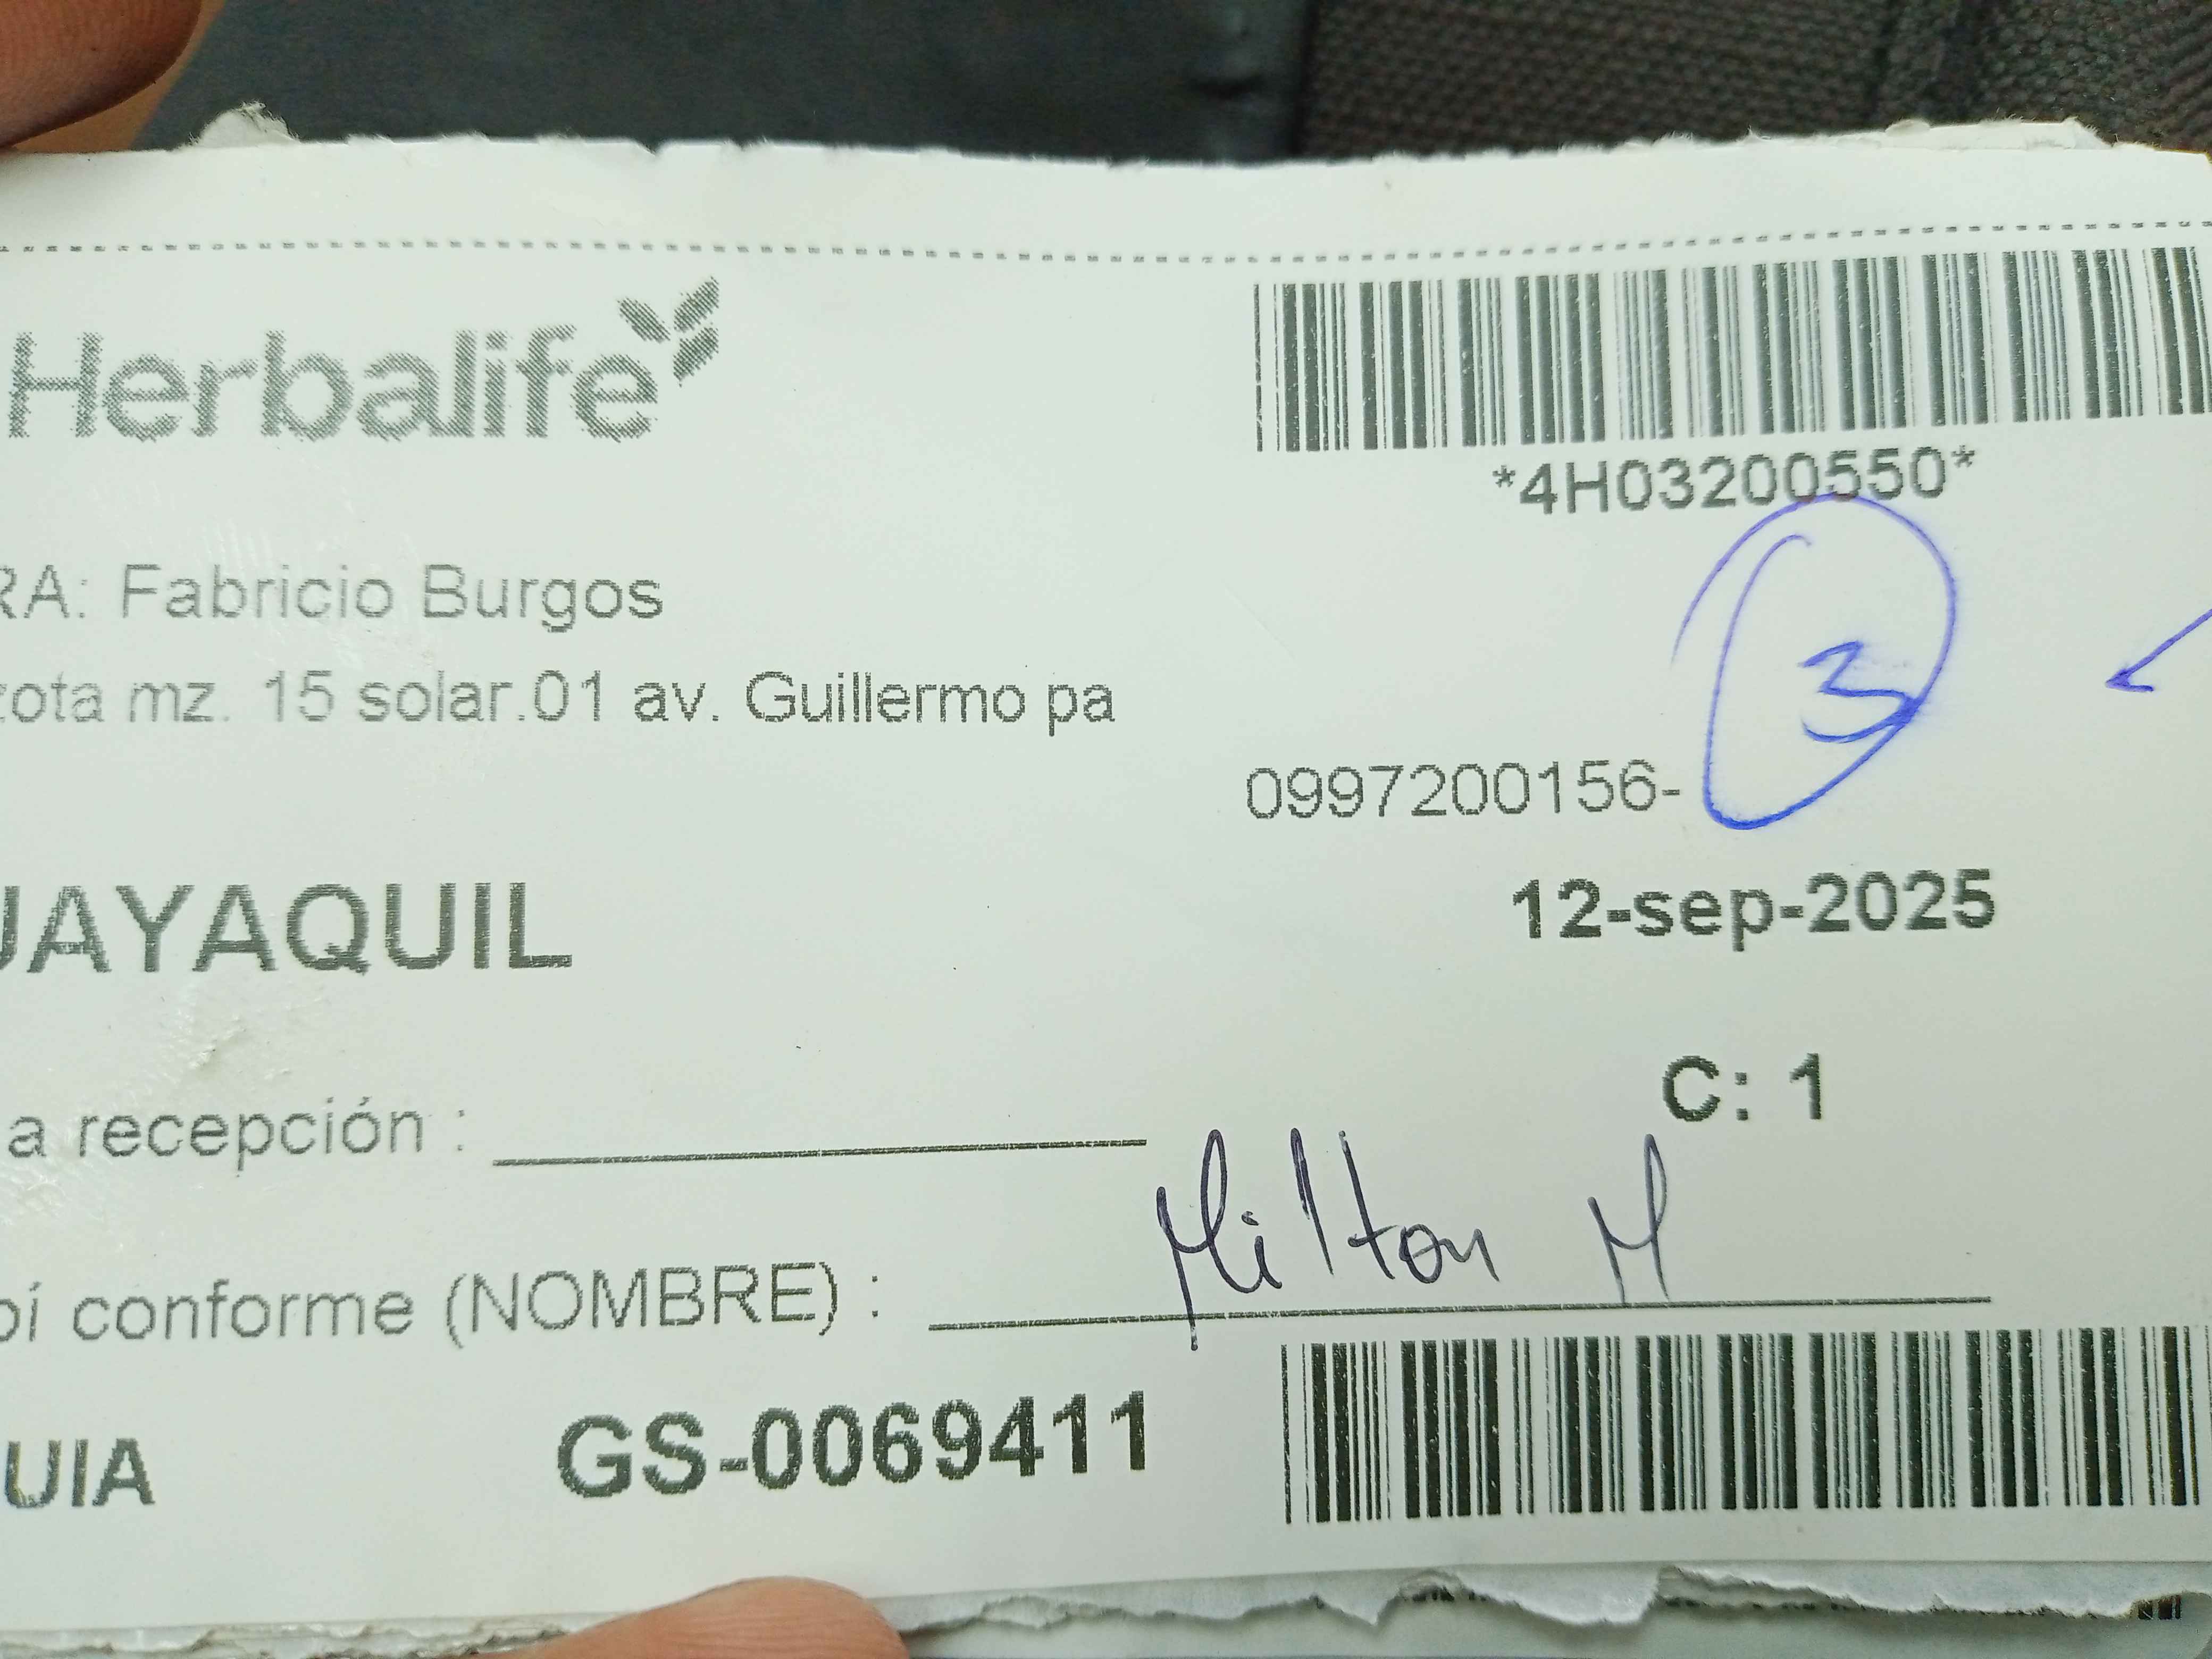 Herbalife
*4H03200550*
RA: Fabricio Burgos
zota mz. 15 solar.01 av. Guillermo pa
3
0997200156-
UAYAQUIL
12-sep-2025
C: 1
a recepción :
bí conforme (NOMBRE) : Milton M
UIA GS-0069411